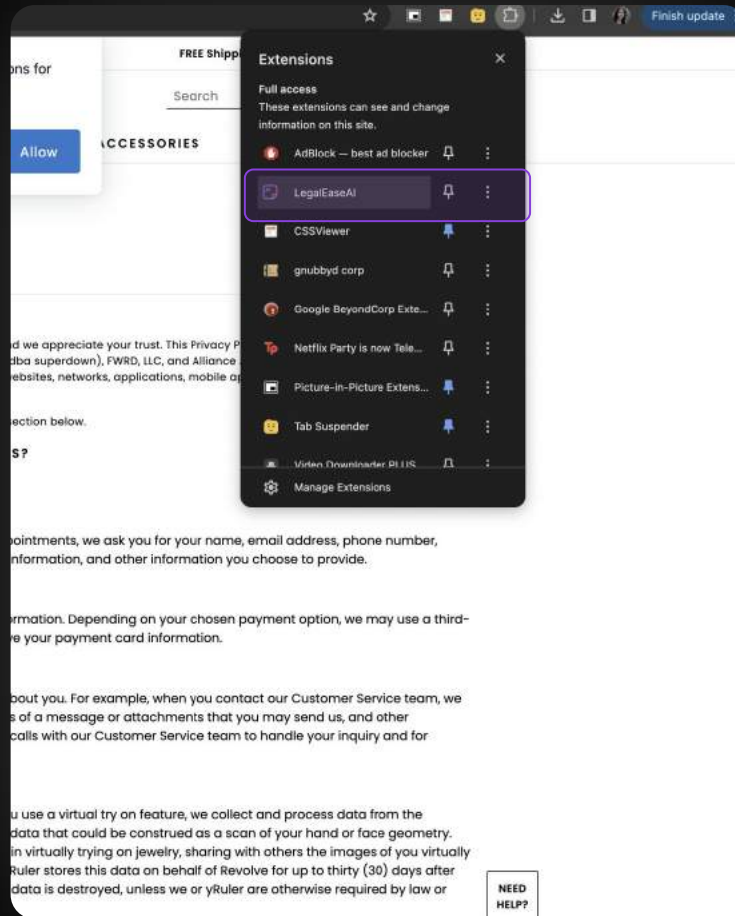 Finish update
ons for
FREE Shippi
Search
Allow
ACCESSORIES
Extensions
Full access
These extensions can see and change
information on this site.
AdBlock — best ad blocker
LegalEaseAI
CSSViewer
gnubbyd corp
Google BeyondCorp Exte...
Tp
Netflix Party is now Tele...
Picture-in-Picture Extens...
Tab Suspender
Video Downloader PLUS
Manage Extensions
d we appreciate your trust. This Privacy P
dba superdown), FWRD, LLC, and Alliance
ebsites, networks, applications, mobile ap
ection below.
S?
pointments, we ask you for your name, email address, phone number,
nformation, and other information you choose to provide.
ormation. Depending on your chosen payment option, we may use a third-
e your payment card information.
bout you. For example, when you contact our Customer Service team, we
s of a message or attachments that you may send us, and other
calls with our Customer Service team to handle your inquiry and for
u use a virtual try on feature, we collect and process data from the
data that could be construed as a scan of your hand or face geometry.
in virtually trying on jewelry, sharing with others the images of you virtually
Ruler stores this data on behalf of Revolve for up to thirty (30) days after
data is destroyed, unless we or yRuler are otherwise required by law or
NEED
HELP?